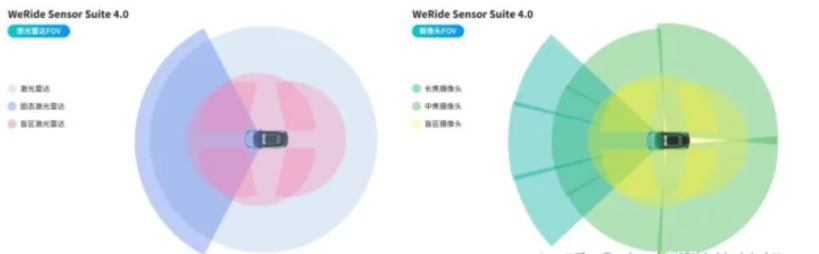 WeRide Sensor Suite 4.0
激光雷达FOV
激光雷达
固态激光雷达
盲区激光雷达
WeRide Sensor Suite 4.0
摄像头FOV
长焦摄像头
中焦摄像头
盲区摄像头